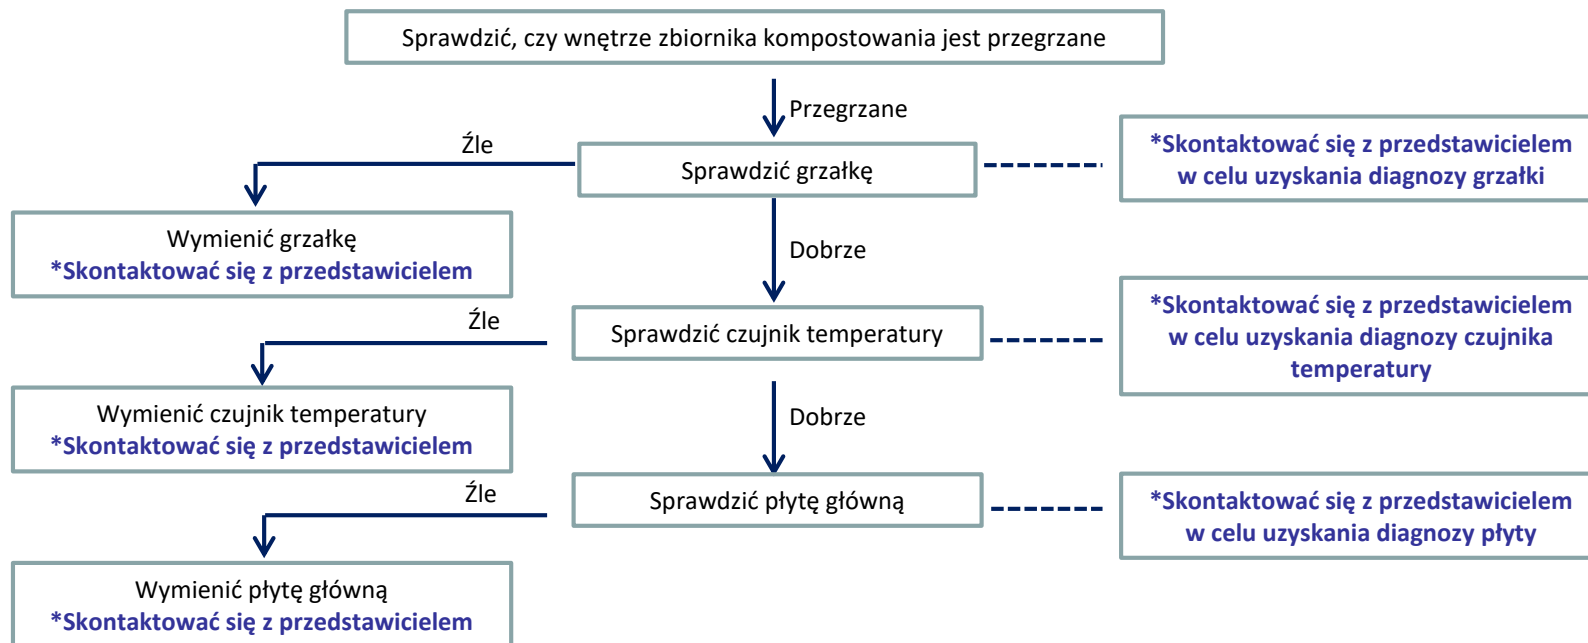 Sprawdzić, czy wnętrze zbiornika kompostowania jest przegrzane
Przegrzane
Źle
Sprawdzić grzałkę
*Skontaktować się z przedstawicielem
w celu uzyskania diagnozy grzałki
Wymienić grzałkę
*Skontaktować się z przedstawicielem
Dobrze
Źle
Sprawdzić czujnik temperatury
*Skontaktować się z przedstawicielem
w celu uzyskania diagnozy czujnika
temperatury
Wymienić czujnik temperatury
*Skontaktować się z przedstawicielem
Dobrze
Źle
Sprawdzić płytę główną
*Skontaktować się z przedstawicielem
w celu uzyskania diagnozy płyty
Wymienić płytę główną
*Skontaktować się z przedstawicielem